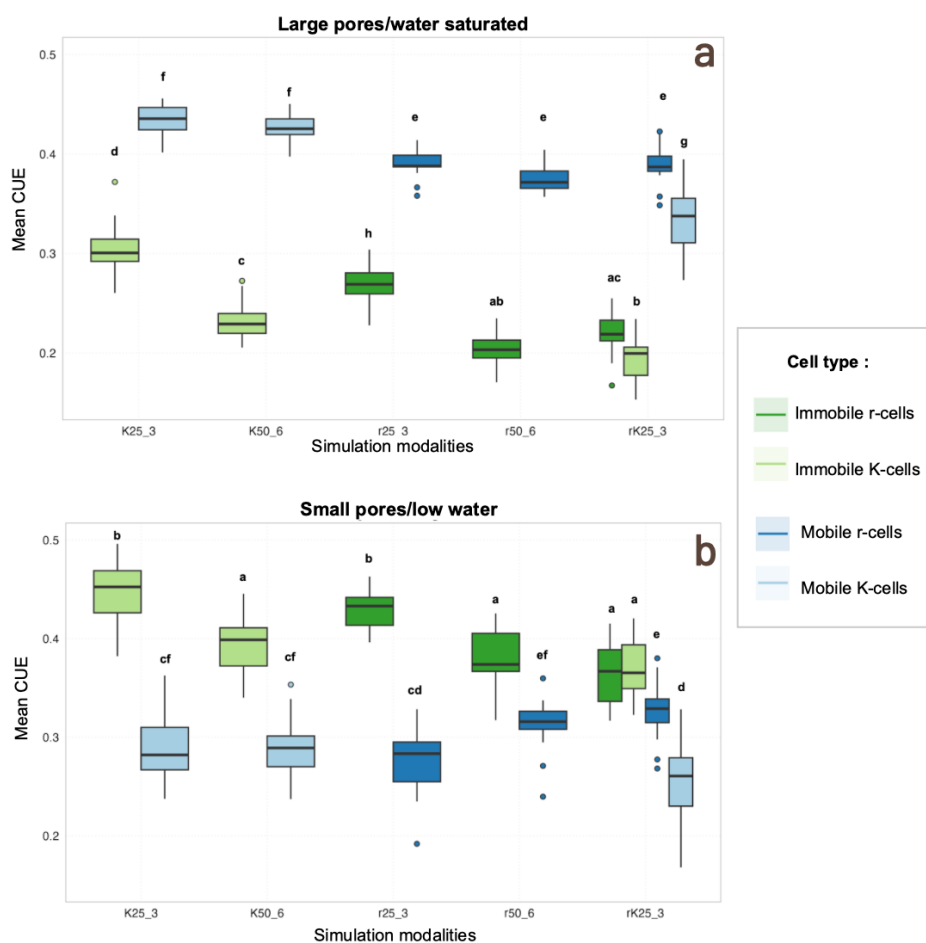 Large pores/water saturated
a
0.5
0.4
0.3
0.2
Mean CUE
d
f
c
f
h
e
ab
e
ac
b
e
g
K25_3
K50_6
r25_3
r50_6
rK25_3
Simulation modalities
Cell type :
Immobile r-cells
Immobile K-cells
Mobile r-cells
Mobile K-cells
Small pores/low water
b
0.5
0.4
0.3
0.2
Mean CUE
b
cf
a
cf
b
cd
a
ef
a
a
e
d
K25_3
K50_6
r25_3
r50_6
rK25_3
Simulation modalities